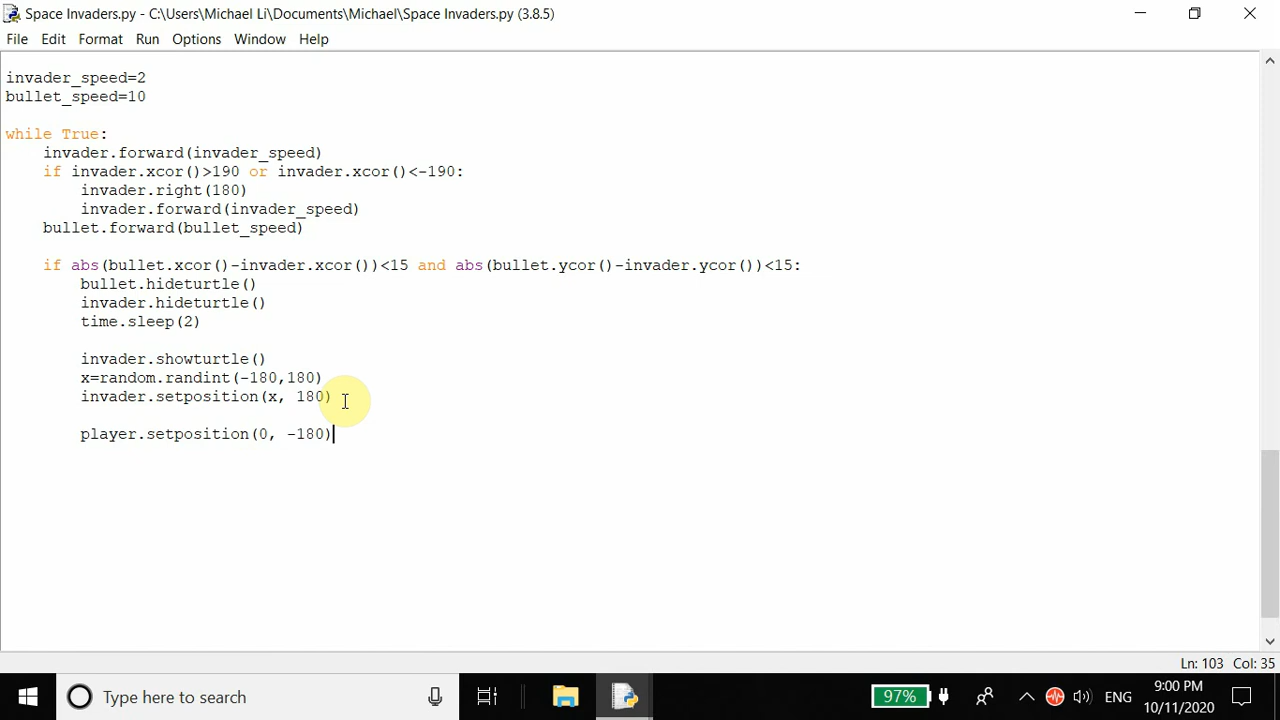 Space Invaders.py - C:\Users\Michael Li\Documents\Michael\Space Invaders.py (3.8.5)
File Edit Format Run Options Window Help
invader_speed=2
bullet_speed=10
while True:
    invader.forward(invader_speed)
    if invader.xcor()>190 or invader.xcor()<-190:
        invader.right(180)
        invader.forward(invader_speed)
    bullet.forward(bullet_speed)
    if abs(bullet.xcor()-invader.xcor())<15 and abs(bullet.ycor()-invader.ycor())<15:
        bullet.hideturtle()
        invader.hideturtle()
        time.sleep(2)
        invader.showturtle()
        x=random.randint(-180,180)
        invader.setposition(x, 180)
        player.setposition(0, -180)
Ln: 103 Col: 35
Type here to search
97%
ENG
9:00 PM
10/11/2020